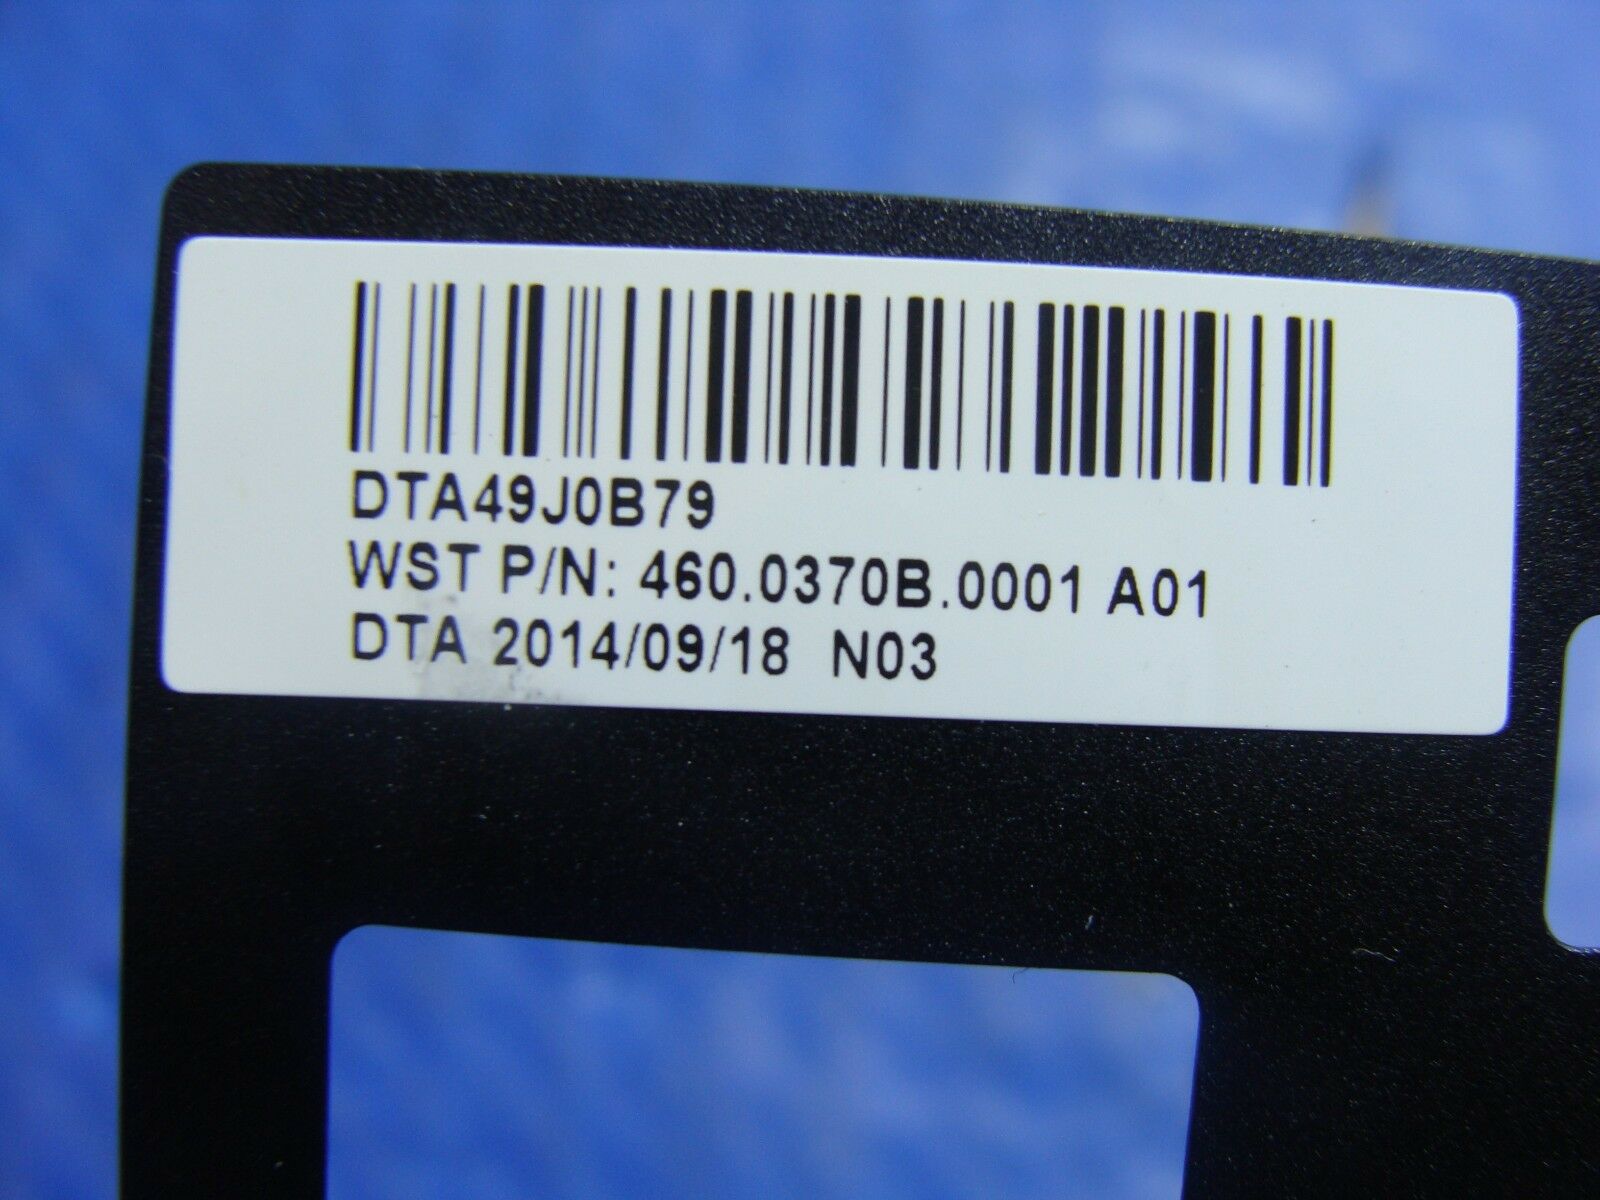 DTA49J0B79
WST P/N: 460.0370B.0001 A01
DTA 2014/09/18 N03